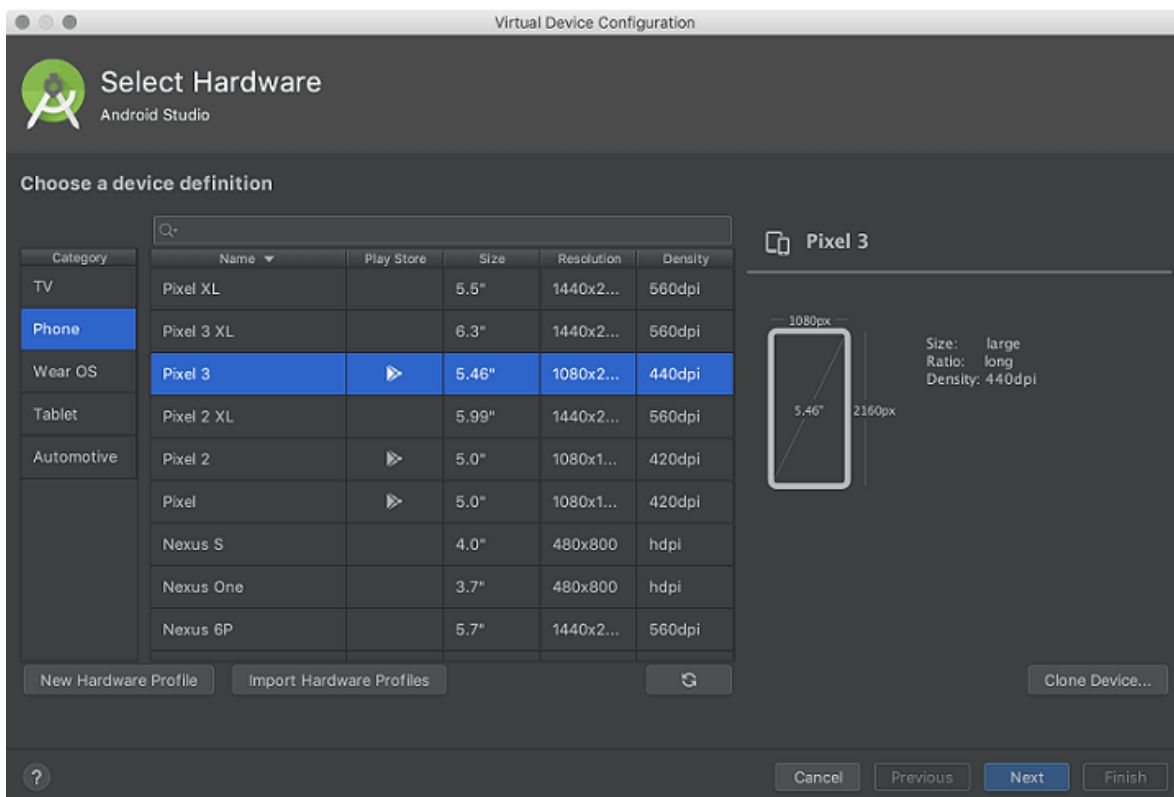 Virtual Device Configuration
Select Hardware
Android Studio
Choose a device definition
Category
TV
Phone
Wear OS
Tablet
Automotive
Name Play Store Size Resolution Density
Pixel XL 5.5" 1440x2... 560dpi
Pixel 3 XL 6.3" 1440x2... 560dpi
Pixel 3 5.46" 1080x2... 440dpi
Pixel 2 XL 5.99" 1440x2... 560dpi
Pixel 2 5.0" 1080x1... 420dpi
Pixel 5.0" 1080x1... 420dpi
Nexus S 4.0" 480x800 hdpi
Nexus One 3.7" 480x800 hdpi
Nexus 6P 5.7" 1440x2... 560dpi
Pixel 3
1080px
5.46"
2160px
Size: large
Ratio: long
Density: 440dpi
New Hardware Profile Import Hardware Profiles Clone Device...
? Cancel Previous Next Finish